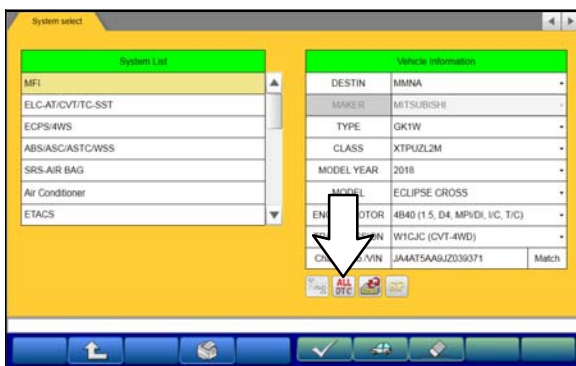 System select
System List
MFI
ELC-AT/CVT/TC-SST
ECPS/4WS
ABS/ASC/ASTC/WSS
SRS-AIR BAG
Air Conditioner
ETACS
Vehicle information
DESTIN MMNA
MAKER MITSUBISHI
TYPE GK1W
CLASS XTPUZL2M
MODEL YEAR 2018
MODEL ECLIPSE CROSS
4B40 (1.5, D4, MPI/DI, I/C, T/C)
W1CJC (CVT-4WD)
/VIN JA4AT5AA9JZ039371 Match
ALL DTC